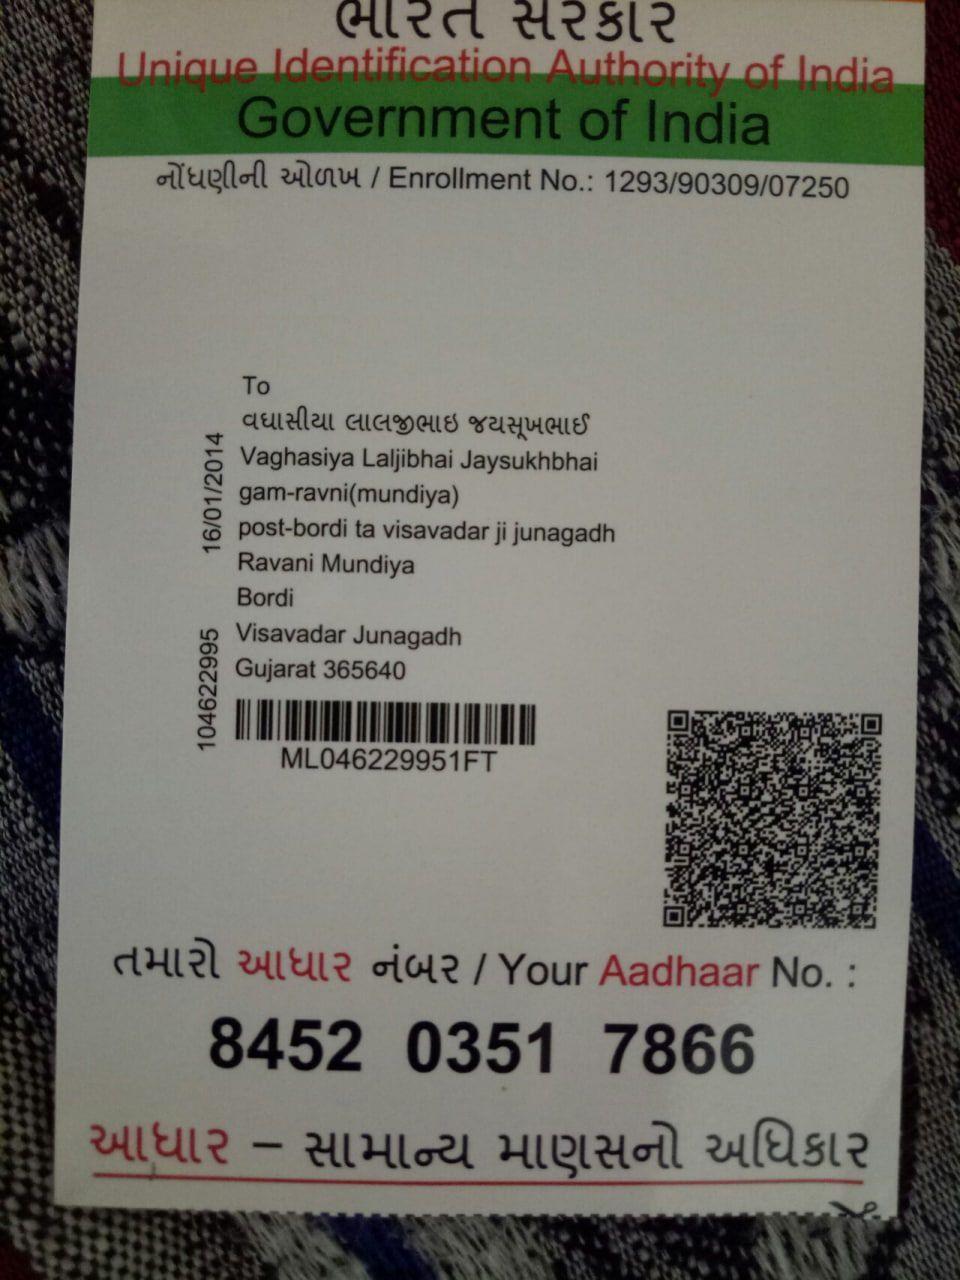 ભારત સરકાર
Unique Identification Authority of India
Government of India
નોંધણીની ઓળખ / Enrollment No.: 1293/90309/07250
To
વઘાસીયા લાલજીભાઇ જયસૂખભાઈ
Vaghasiya Laljibhai Jaysukhbhai
gam-ravni(mundiya)
post-bordi ta visavadar ji junagadh
Ravani Mundiya
Bordi
Visavadar Junagadh
Gujarat 365640
16/01/2014
104622995
ML046229951FT
તમારો આધાર નંબર / Your Aadhaar No. :
8452 0351 7866
આધાર – સામાન્ય માણસનો અધિકાર